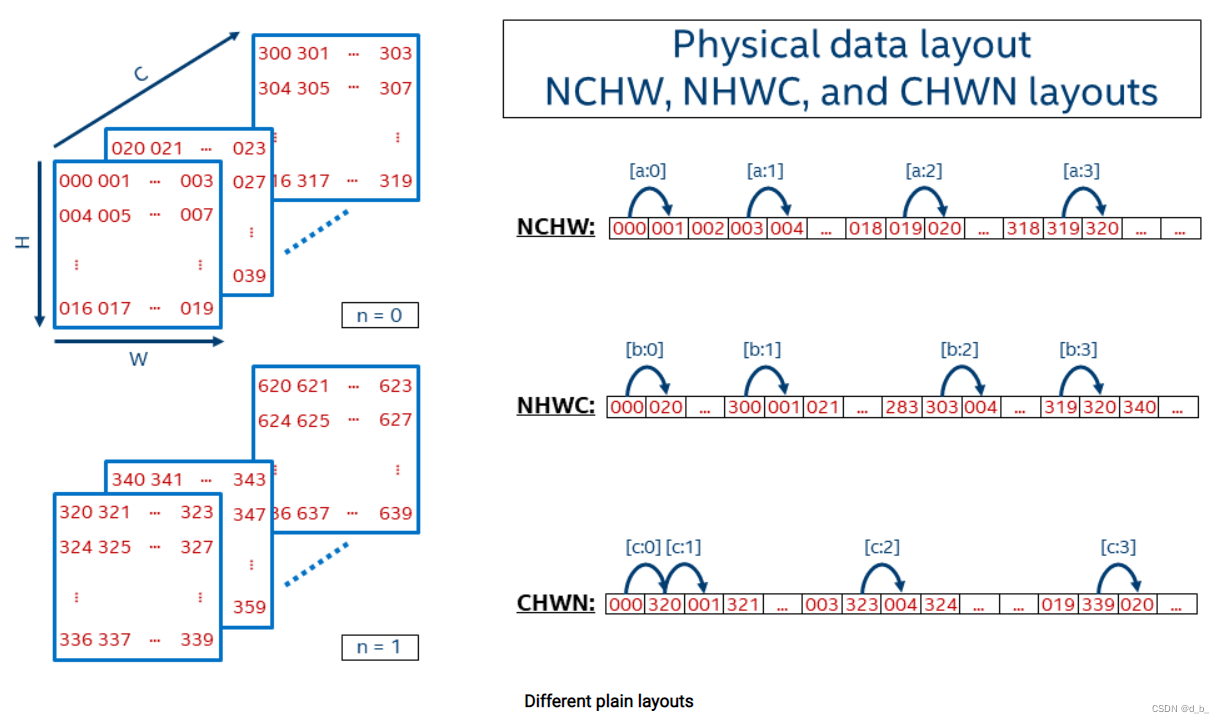 Physical data layout
NCHW, NHWC, and CHWN layouts
C
300 301 ... 303
304 305 ... 307
⋮ ⋮
16 317 ... 319
020 021 ... 023
027
⋮
039
000 001 ... 003
004 005 ... 007
⋮ ⋮
016 017 ... 019
H
W
n = 0
620 621 ... 623
624 625 ... 627
⋮ ⋮
36 637 ... 639
340 341 ... 343
347
⋮
359
320 321 ... 323
324 325 ... 327
⋮ ⋮
336 337 ... 339
n = 1
[a:0] [a:1] [a:2] [a:3]
NCHW: 000 001 002 003 004 ... 018 019 020 ... 318 319 320 ... ...
[b:0] [b:1] [b:2] [b:3]
NHWC: 000 020 ... 300 001 021 ... 283 303 004 ... 319 320 340 ...
[c:0] [c:1] [c:2] [c:3]
CHWN: 000 320 001 321 ... 003 323 004 324 ... ... 019 339 020 ...
Different plain layouts
CSDN @d_b_